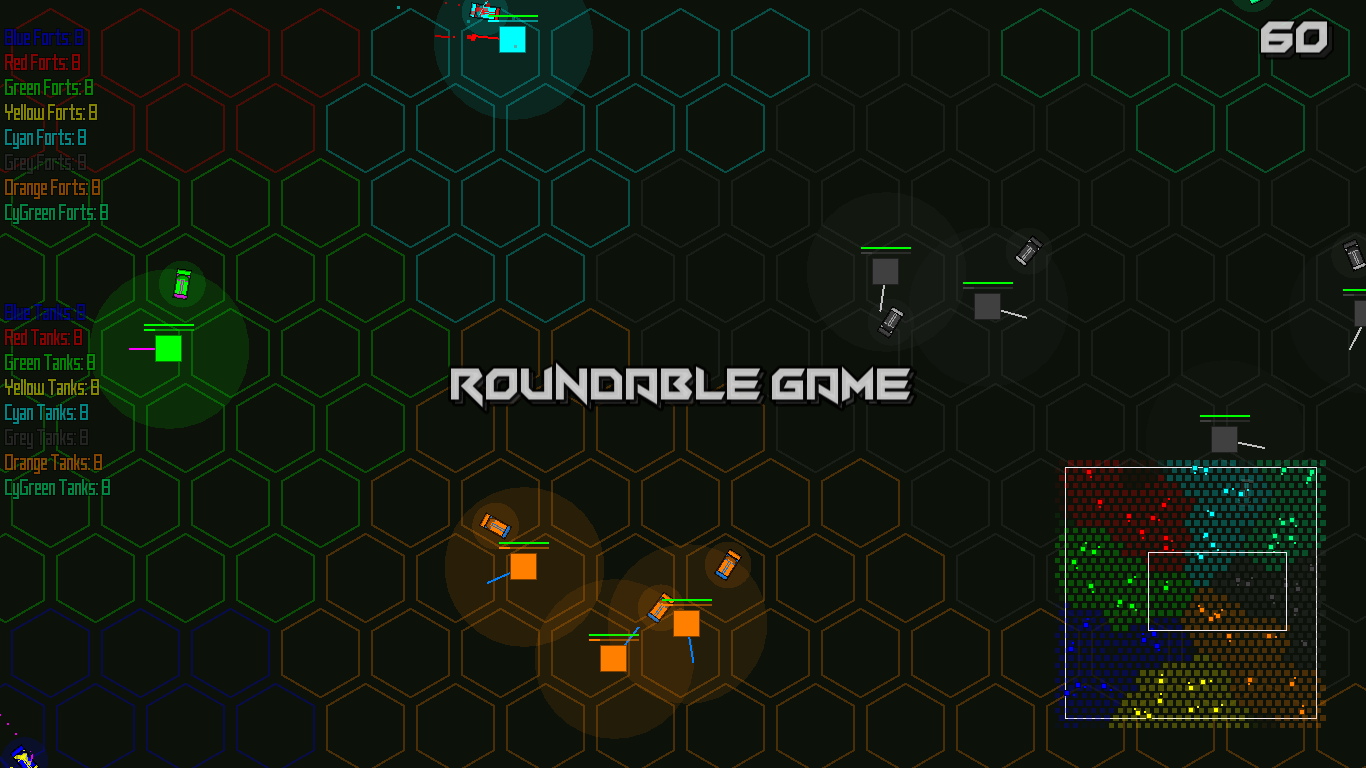 60
Blue Forts: 8
Red Forts: 8
Green Forts: 8
Yellow Forts: 8
Cyan Forts: 8
Grey Forts: 8
Orange Forts: 8
CyGreen Forts: 8
Blue Tanks: 8
Red Tanks: 8
Green Tanks: 8
Yellow Tanks: 8
Cyan Tanks: 8
Grey Tanks: 8
Orange Tanks: 8
CyGreen Tanks: 8
ROUNDABLE GAME